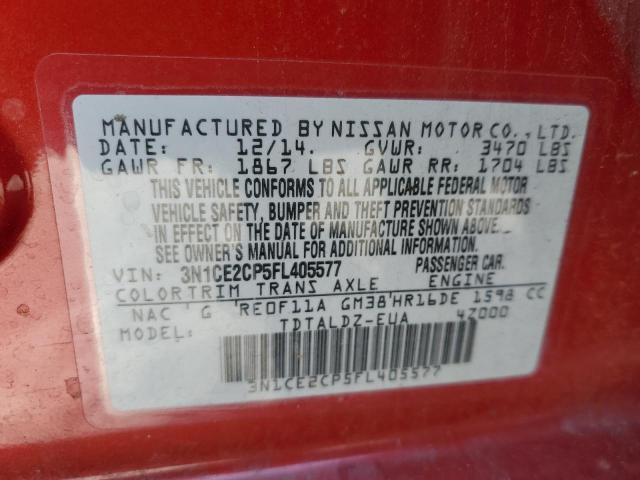 MANUFACTURED BY NISSAN MOTOR CO., LTD.
DATE: 12/14. GVWR: 3470 LBS
GAWR FR: 1867 LBS GAWR RR: 1704 LBS
THIS VEHICLE CONFORMS TO ALL APPLICABLE FEDERAL MOTOR
VEHICLE SAFETY, BUMPER AND THEFT PREVENTION STANDARDS
IN EFFECT ON THE DATE OF MANUFACTURE SHOWN ABOVE.
SEE OWNER'S MANUAL FOR ADDITIONAL INFORMATION.
VIN: 3N1CE2CP5FL405577 PASSENGER CAR.
COLOR TRIM TRANS AXLE ENGINE
NAC G RE0F11A GM38 HR16DE 1598 CC
MODEL: TDTALDZ-EUA 4Z000
3N1CE2CP5FL405577